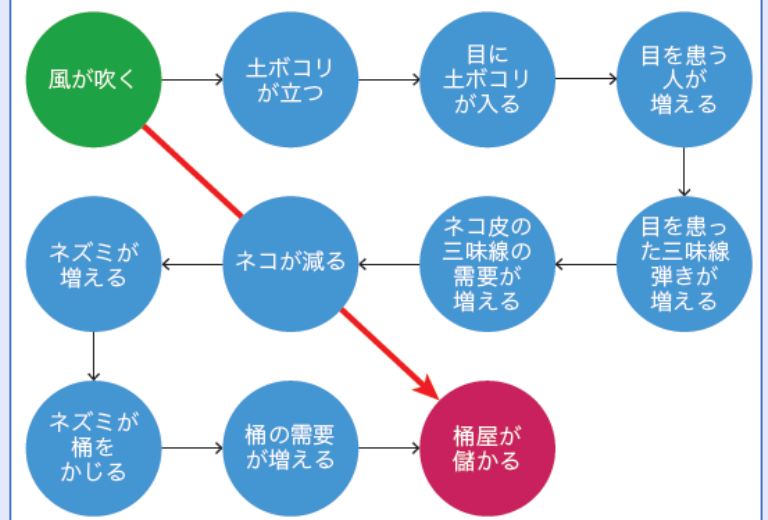 風が吹く
土ボコリ
が立つ
目に
土ボコリ
が入る
目を患う
人が
増える
目を患っ
た三味線
弾きが
増える
ネコ皮の
三味線の
需要が
増える
ネコが減る
ネズミが
増える
ネズミが
桶を
かじる
桶の需要
が増える
桶屋が
儲かる